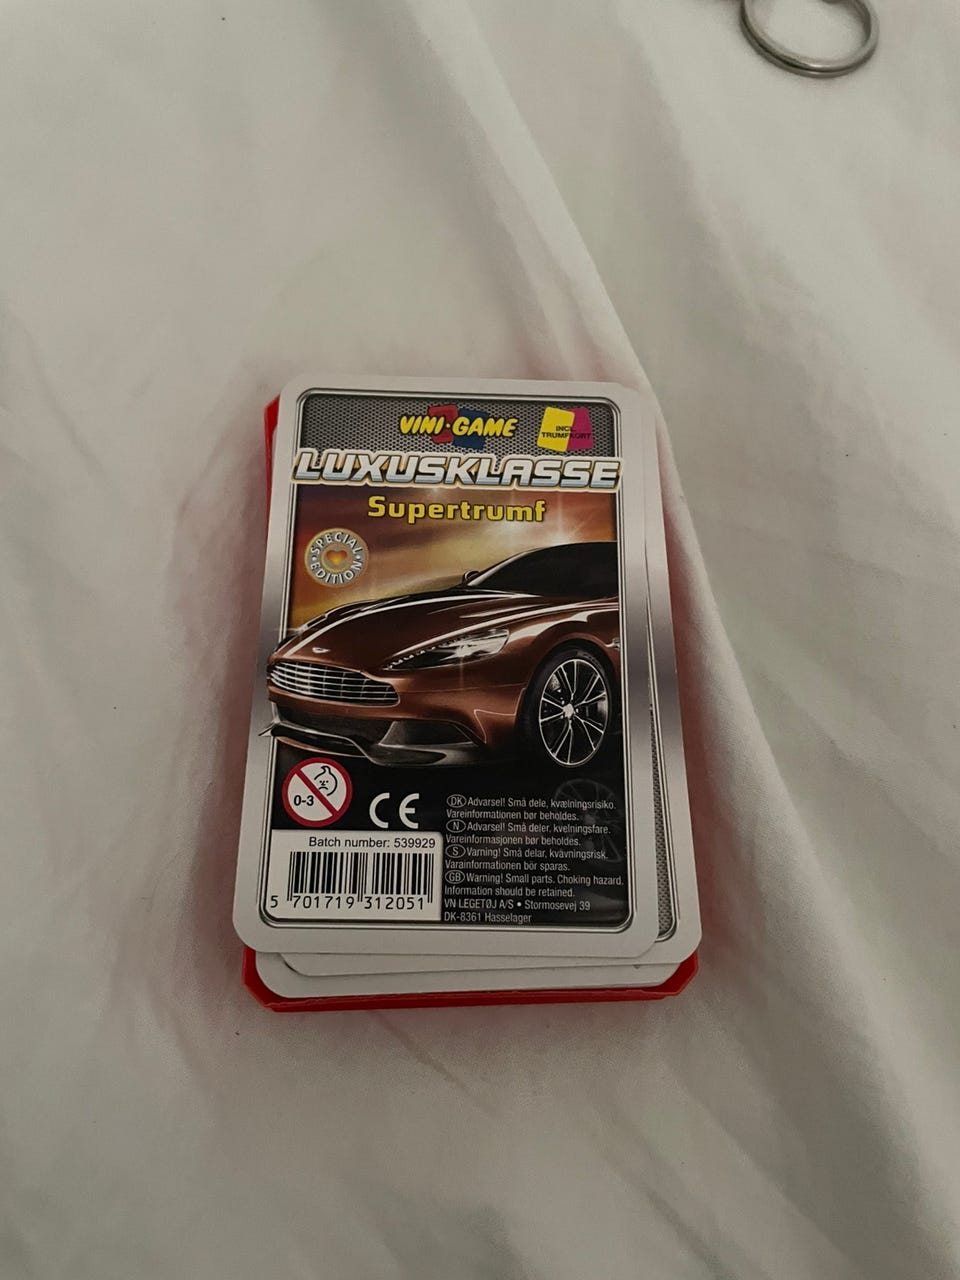 VINI·GAME
INCL.
TRUMFKORT
LUXUSKLASSE
Supertrumf
SPECIAL
EDITION
0-3
CE
DK Advarsel! Små dele, kvælningsrisiko.
Vareinformationen bør beholdes.
N Advarsel! Små deler, kvelningsfare.
Vareinformasjonen bør beholdes.
S Varning! Små delar, kvävningsrisk.
Varainformationen bör sparas.
GB Warning! Small parts. Choking hazard.
Information should be retained.
VN LEGETØJ A/S • Stormosevej 39
DK-8361 Hasselager
Batch number: 539929
5 701719 312051